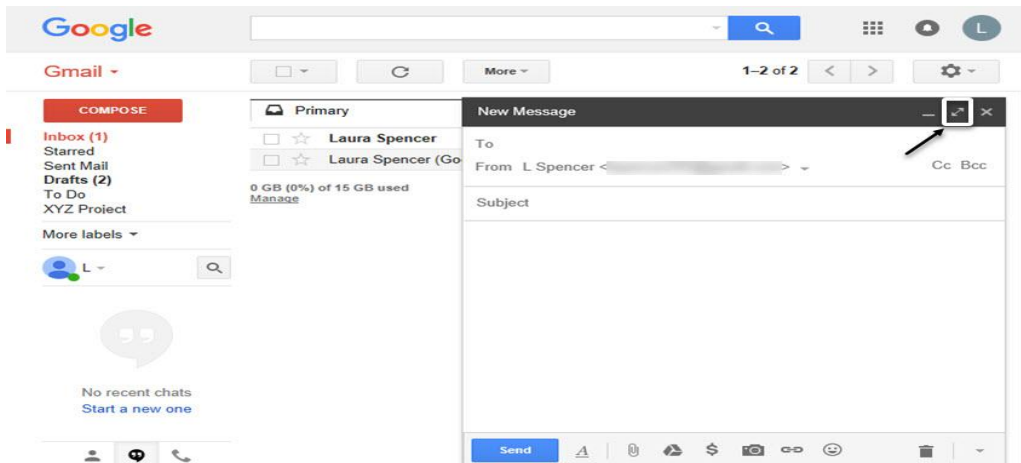 Google
L
Gmail
More
1–2 of 2
COMPOSE
Inbox (1)
Starred
Sent Mail
Drafts (2)
To Do
XYZ Project
More labels
L
No recent chats
Start a new one
Primary
Laura Spencer
Laura Spencer (Go
0 GB (0%) of 15 GB used
Manage
New Message
To
From L Spencer < >
Cc Bcc
Subject
Send A $